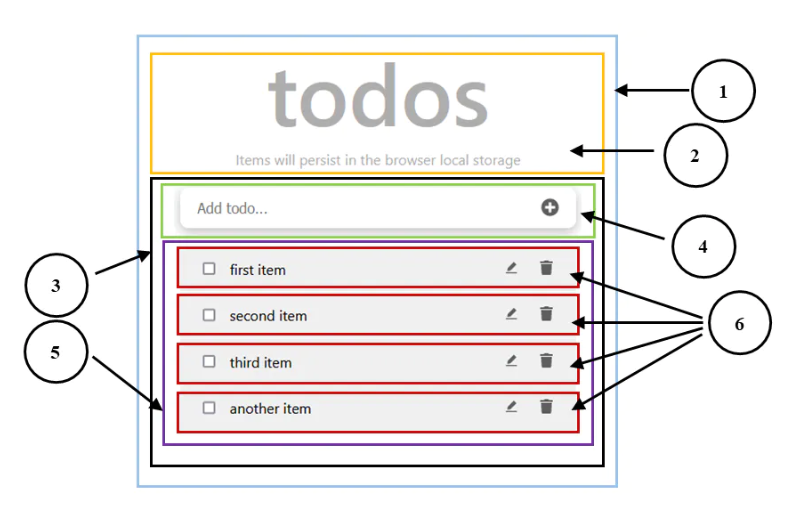 todos
1
Items will persist in the browser local storage
2
Add todo...
4
first item
3
second item
6
5
third item
another item